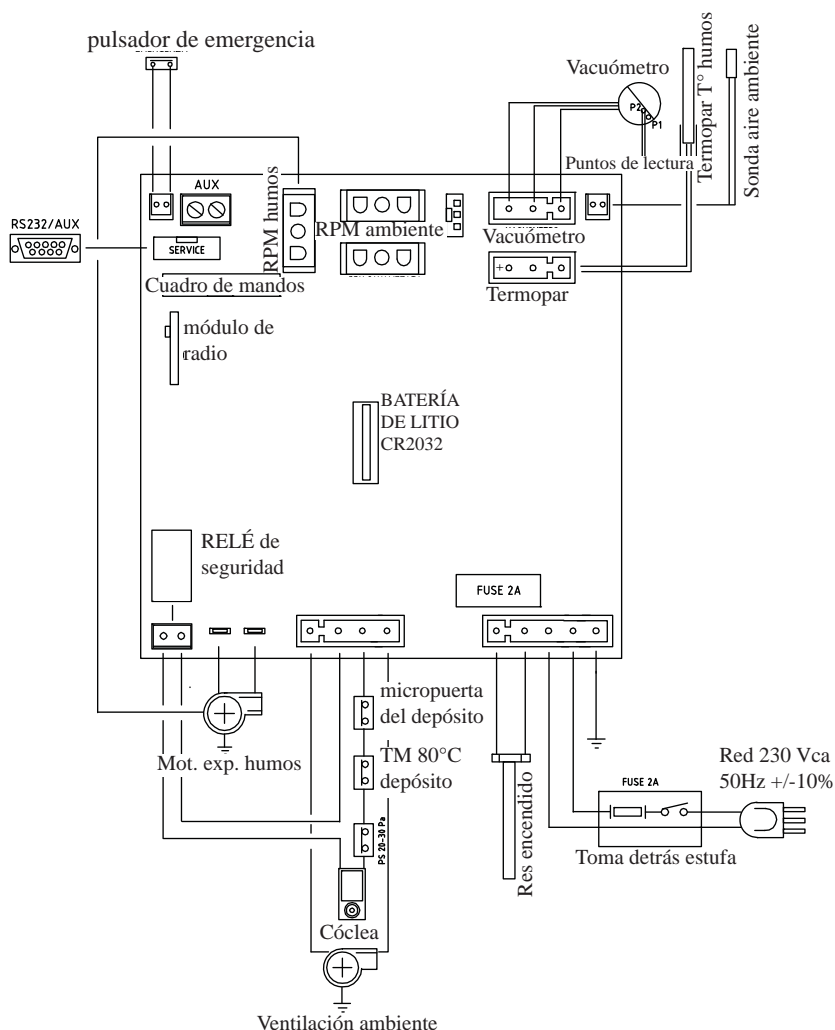 pulsador de emergencia
Vacuómetro
P2
P1
Puntos de lectura
Termopar T° humos
Sonda aire ambiente
AUX
RS232/AUX
SERVICE
RPM humos
RPM ambiente
Vacuómetro
Cuadro de mandos
+
Termopar
módulo de
radio
BATERÍA
DE LITIO
CR2032
RELÉ de
seguridad
FUSE 2A
micropuerta
del depósito
Mot. exp. humos
TM 80°C
depósito
PS 20-30 Pa
Cóclea
Ventilación ambiente
Res encendido
FUSE 2A
Toma detrás estufa
Red 230 Vca
50Hz +/-10%